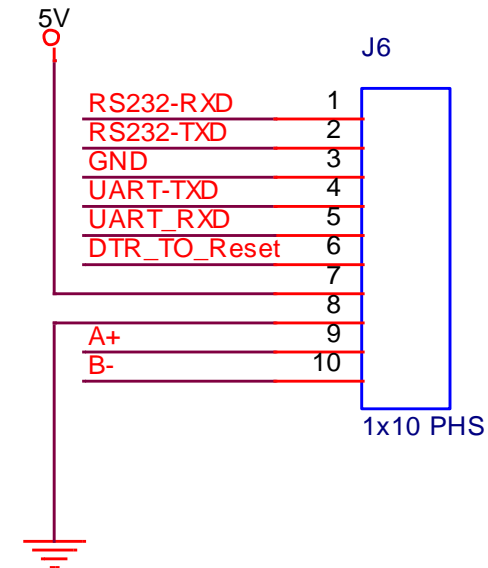 5V
J6
RS232-RXD 1
RS232-TXD 2
GND 3
UART-TXD 4
UART_RXD 5
DTR_TO_Reset 6
7
8
A+ 9
B- 10
1x10 PHS